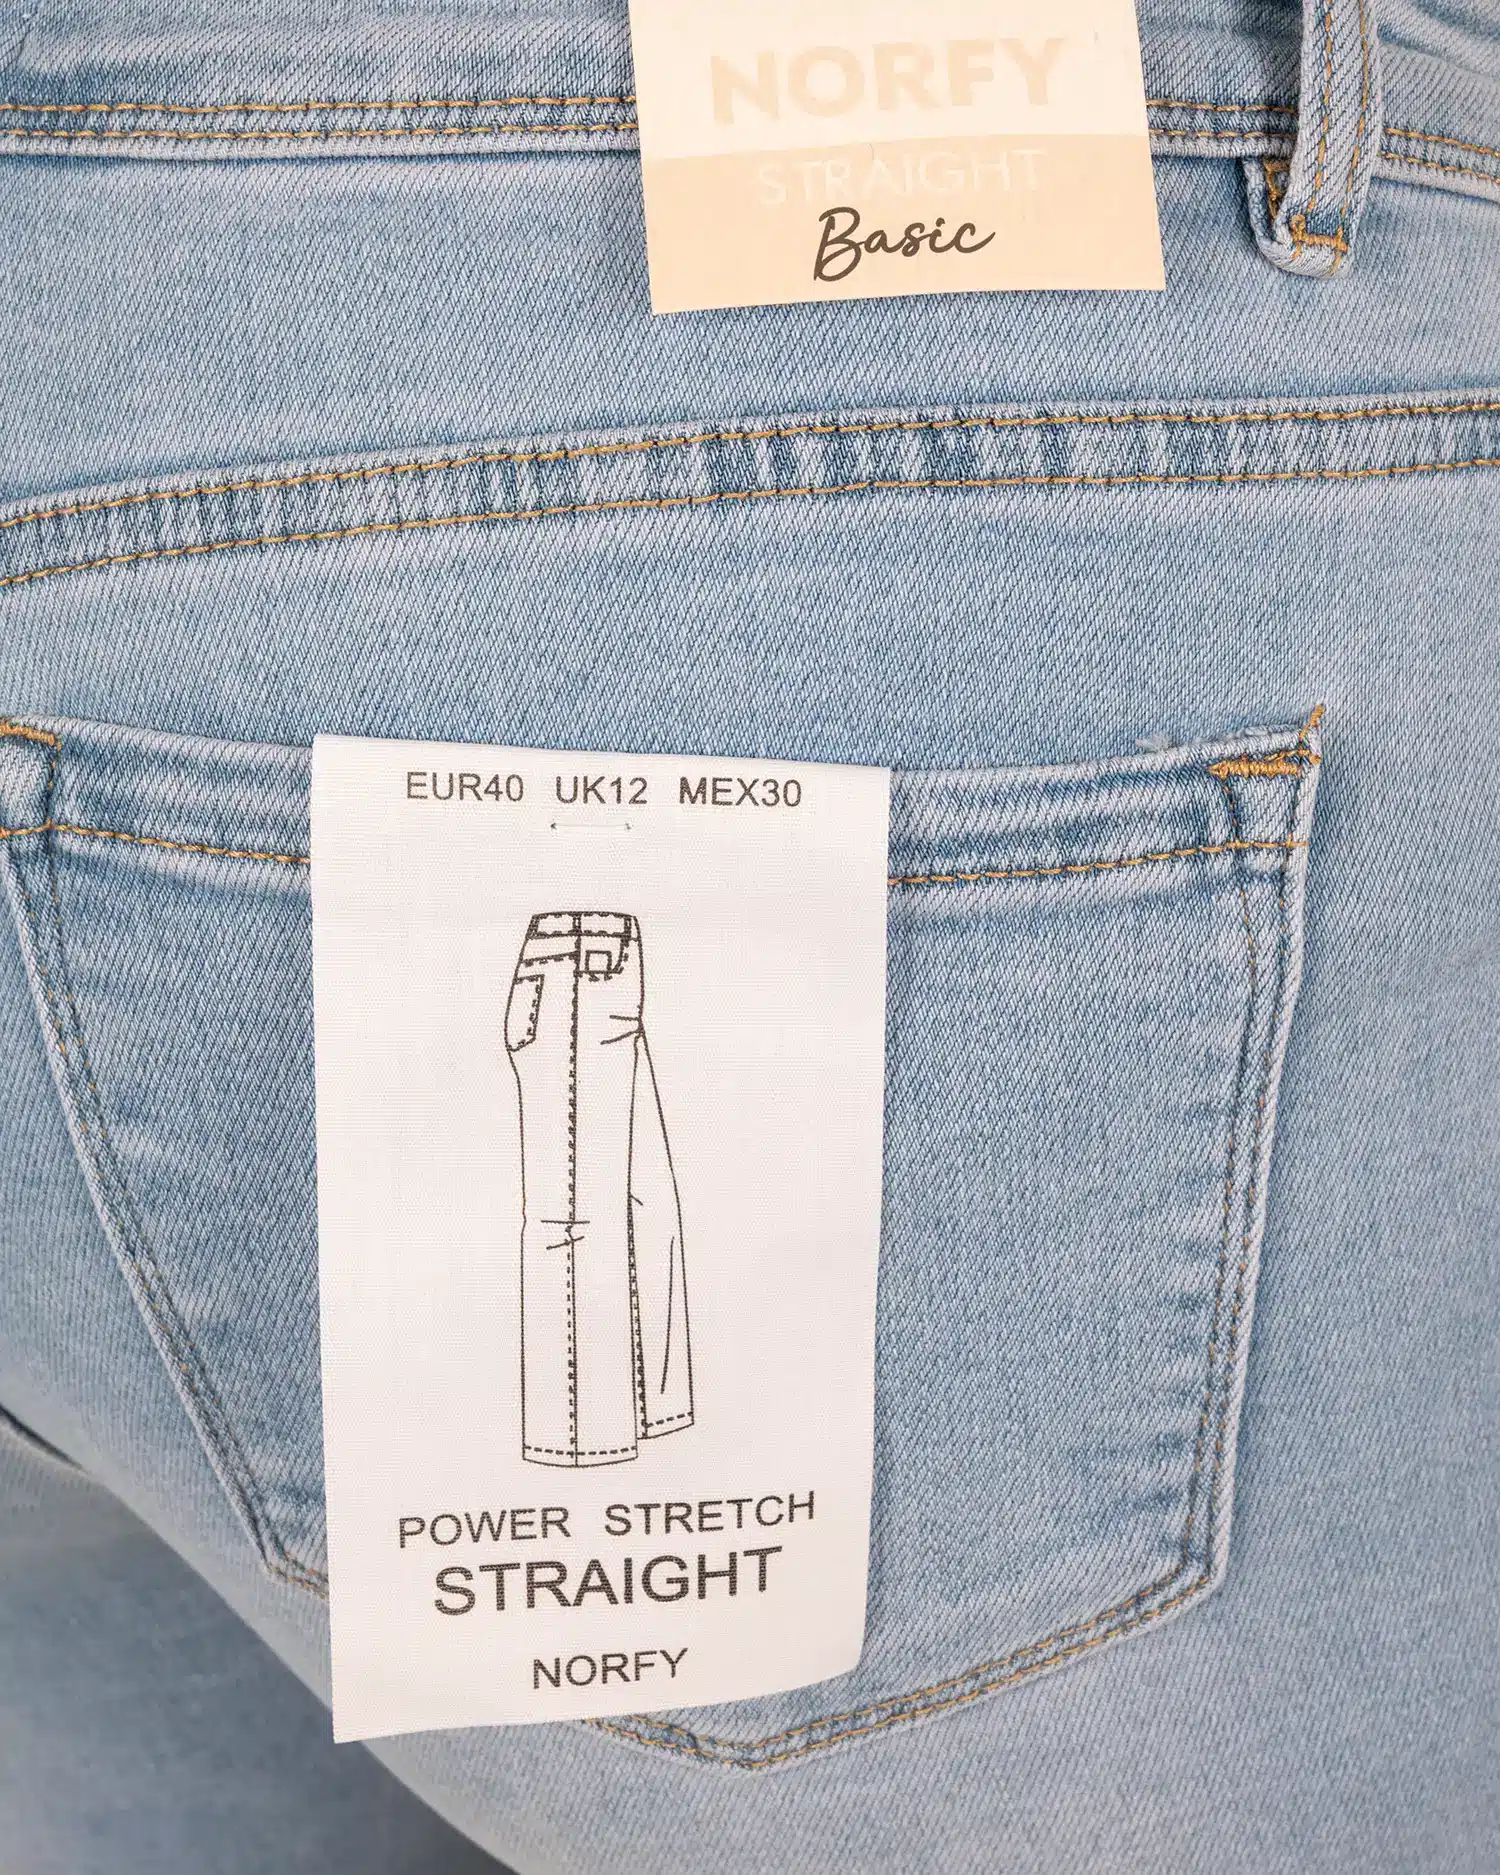 NORFY
STRAIGHT
Basic
EUR40 UK12 MEX30
POWER STRETCH
STRAIGHT
NORFY